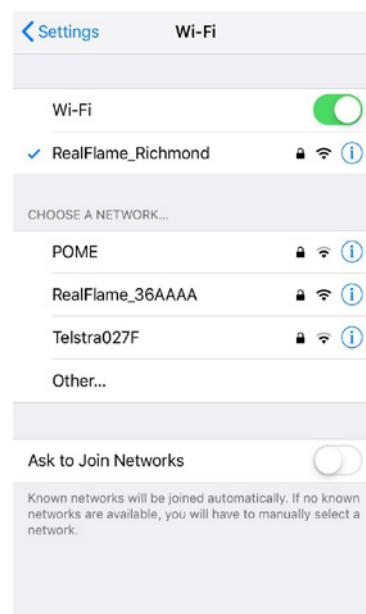 Settings
Wi-Fi
Wi-Fi
RealFlame_Richmond
CHOOSE A NETWORK...
POME
RealFlame_36AAAA
Telstra027F
Other...
Ask to Join Networks
Known networks will be joined automatically. If no known
networks are available, you will have to manually select a
network.